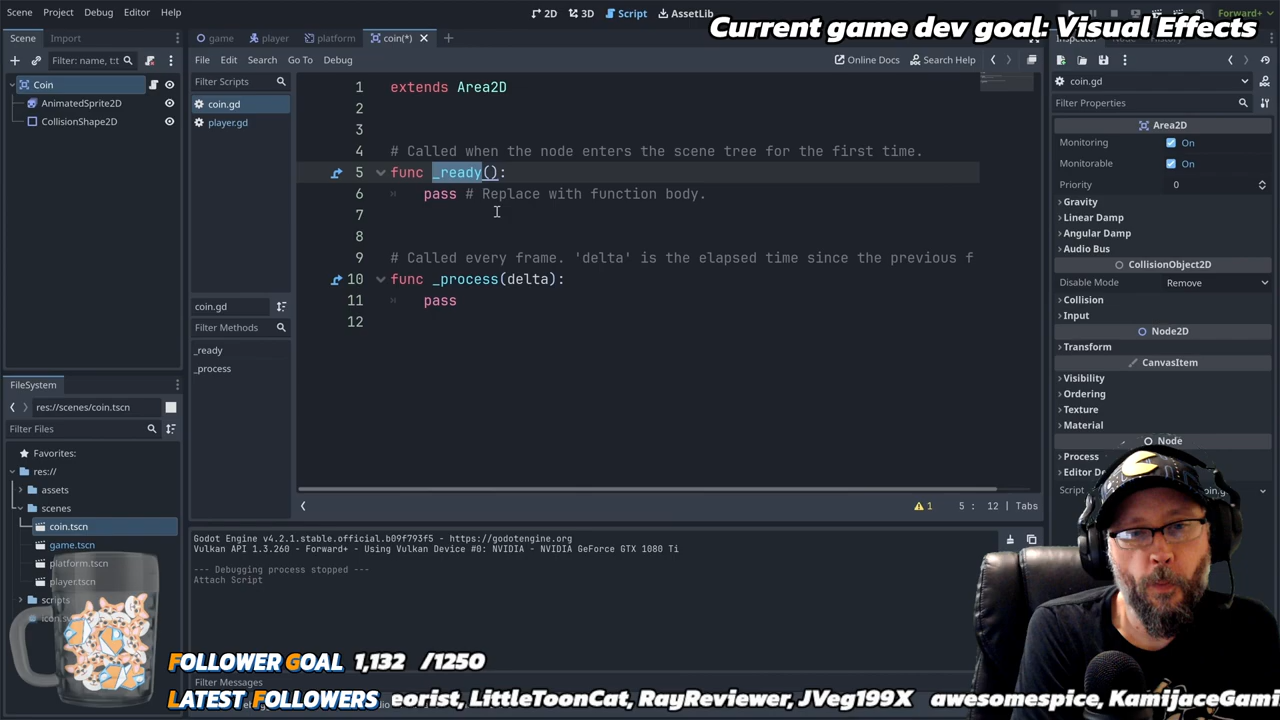 Scene Project Debug Editor Help
2D 3D Script AssetLib
Forward+
Current game dev goal: Visual Effects
Scene Import
game player platform coin(*)
Filter: name, t:t
File Edit Search Go To Debug
Online Docs Search Help
Coin
AnimatedSprite2D
CollisionShape2D
Filter Scripts
coin.gd
player.gd
coin.gd
Filter Methods
_ready
_process
1 extends Area2D
2
3
4 # Called when the node enters the scene tree for the first time.
5 func _ready():
6 pass # Replace with function body.
7
8
9 # Called every frame. 'delta' is the elapsed time since the previous f
10 func _process(delta):
11 pass
12
1 5 : 12 | Tabs
coin.gd
Filter Properties
Area2D
Monitoring On
Monitorable On
Priority 0
Gravity
Linear Damp
Angular Damp
Audio Bus
CollisionObject2D
Disable Mode Remove
Collision
Input
Node2D
Transform
CanvasItem
Visibility
Ordering
Texture
Material
Node
Process
Editor De
Script
FileSystem
res://scenes/coin.tscn
Filter Files
Favorites:
res://
assets
scenes
coin.tscn
game.tscn
platform.tscn
player.tscn
scripts
Godot Engine v4.2.1.stable.official.b09f793f5 - https://godotengine.org
Vulkan API 1.3.260 - Forward+ - Using Vulkan Device #0: NVIDIA - NVIDIA GeForce GTX 1080 Ti
--- Debugging process stopped ---
Attach Script
Filter Messages
FOLLOWER GOAL 1,132 /1250
LATEST FOLLOWERS eorist, LittleToonCat, RayReviewer, JVeg199X awesomespice, KamijaceGami